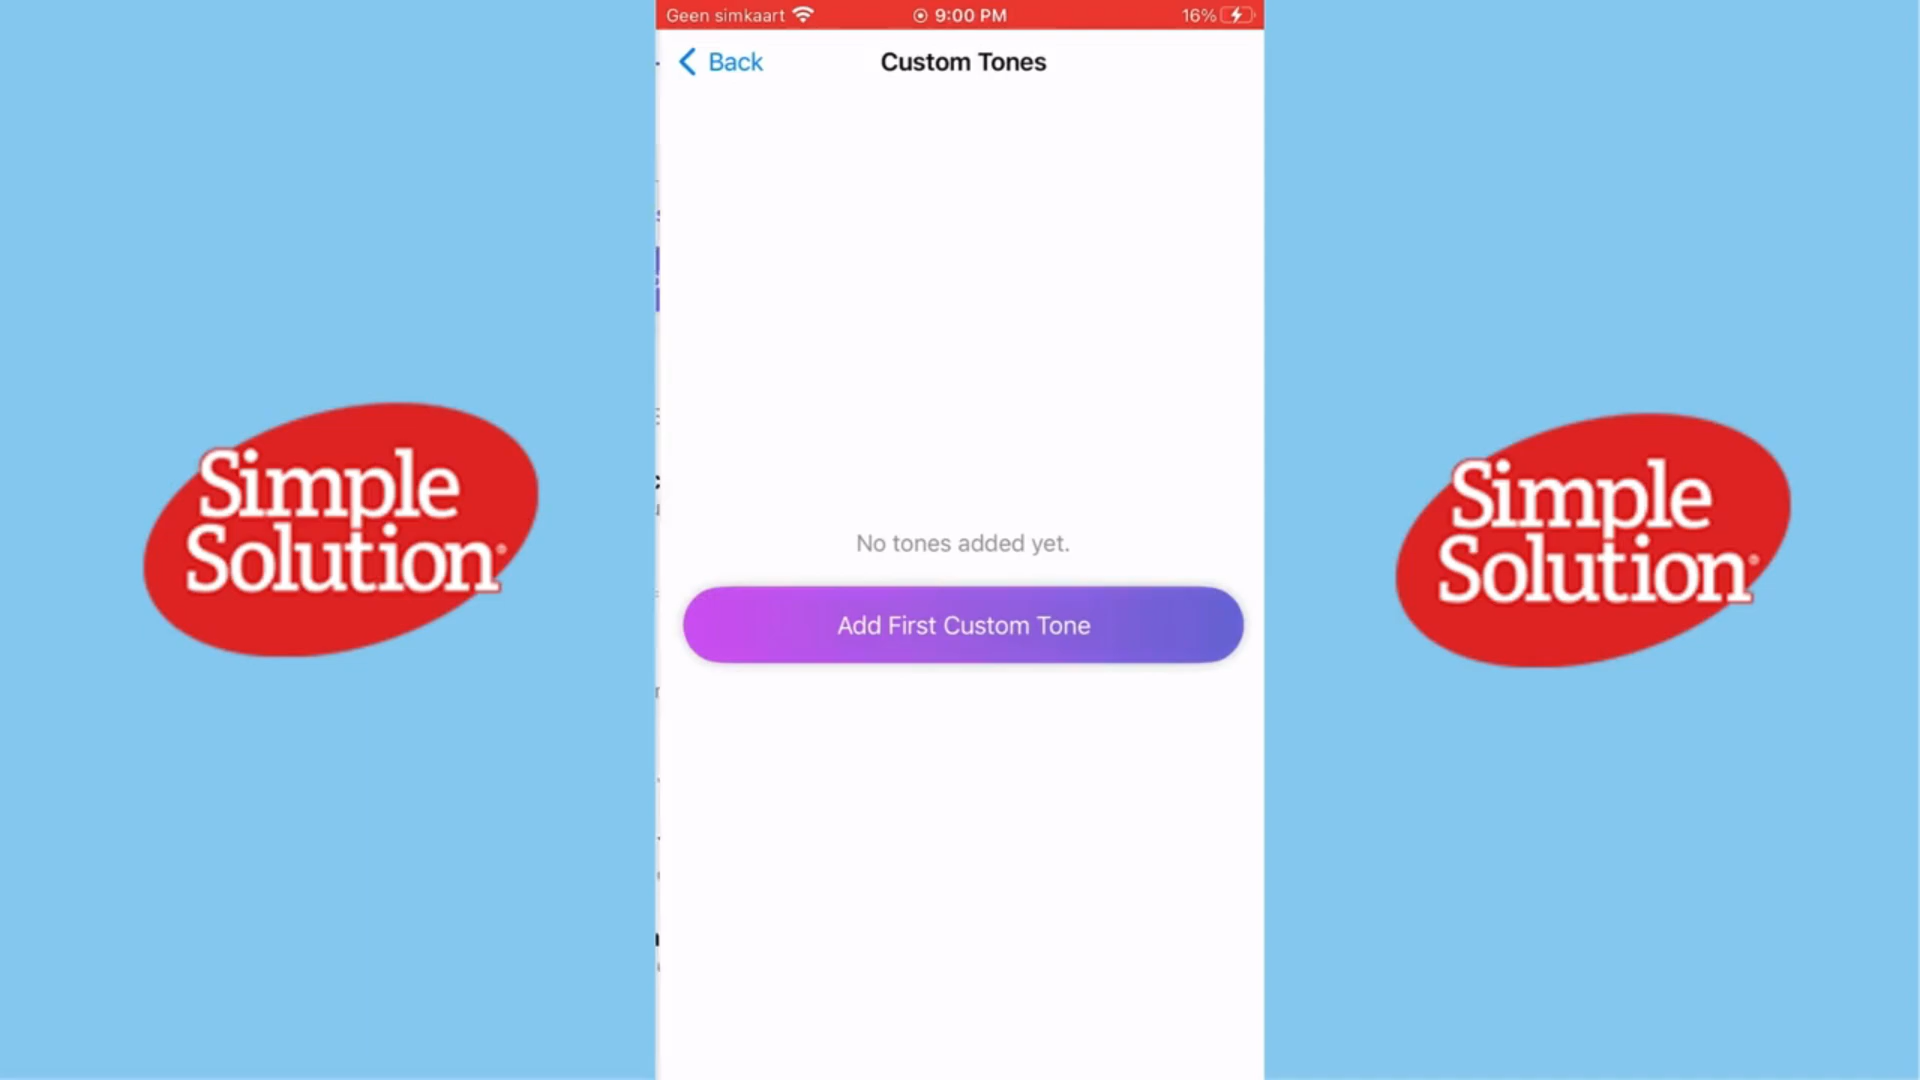 Geen simkaart
9:00 PM
16%
Back
Custom Tones
No tones added yet.
Add First Custom Tone
Simple
Solution
Simple
Solution